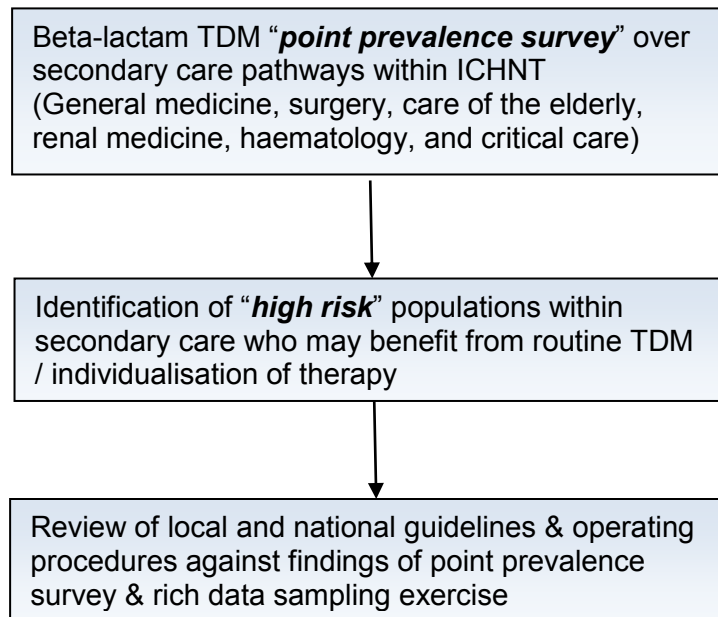 Beta-lactam TDM “point prevalence survey” over
secondary care pathways within ICHNT
(General medicine, surgery, care of the elderly,
renal medicine, haematology, and critical care)
Identification of “high risk” populations within
secondary care who may benefit from routine TDM
/ individualisation of therapy
Review of local and national guidelines & operating
procedures against findings of point prevalence
survey & rich data sampling exercise